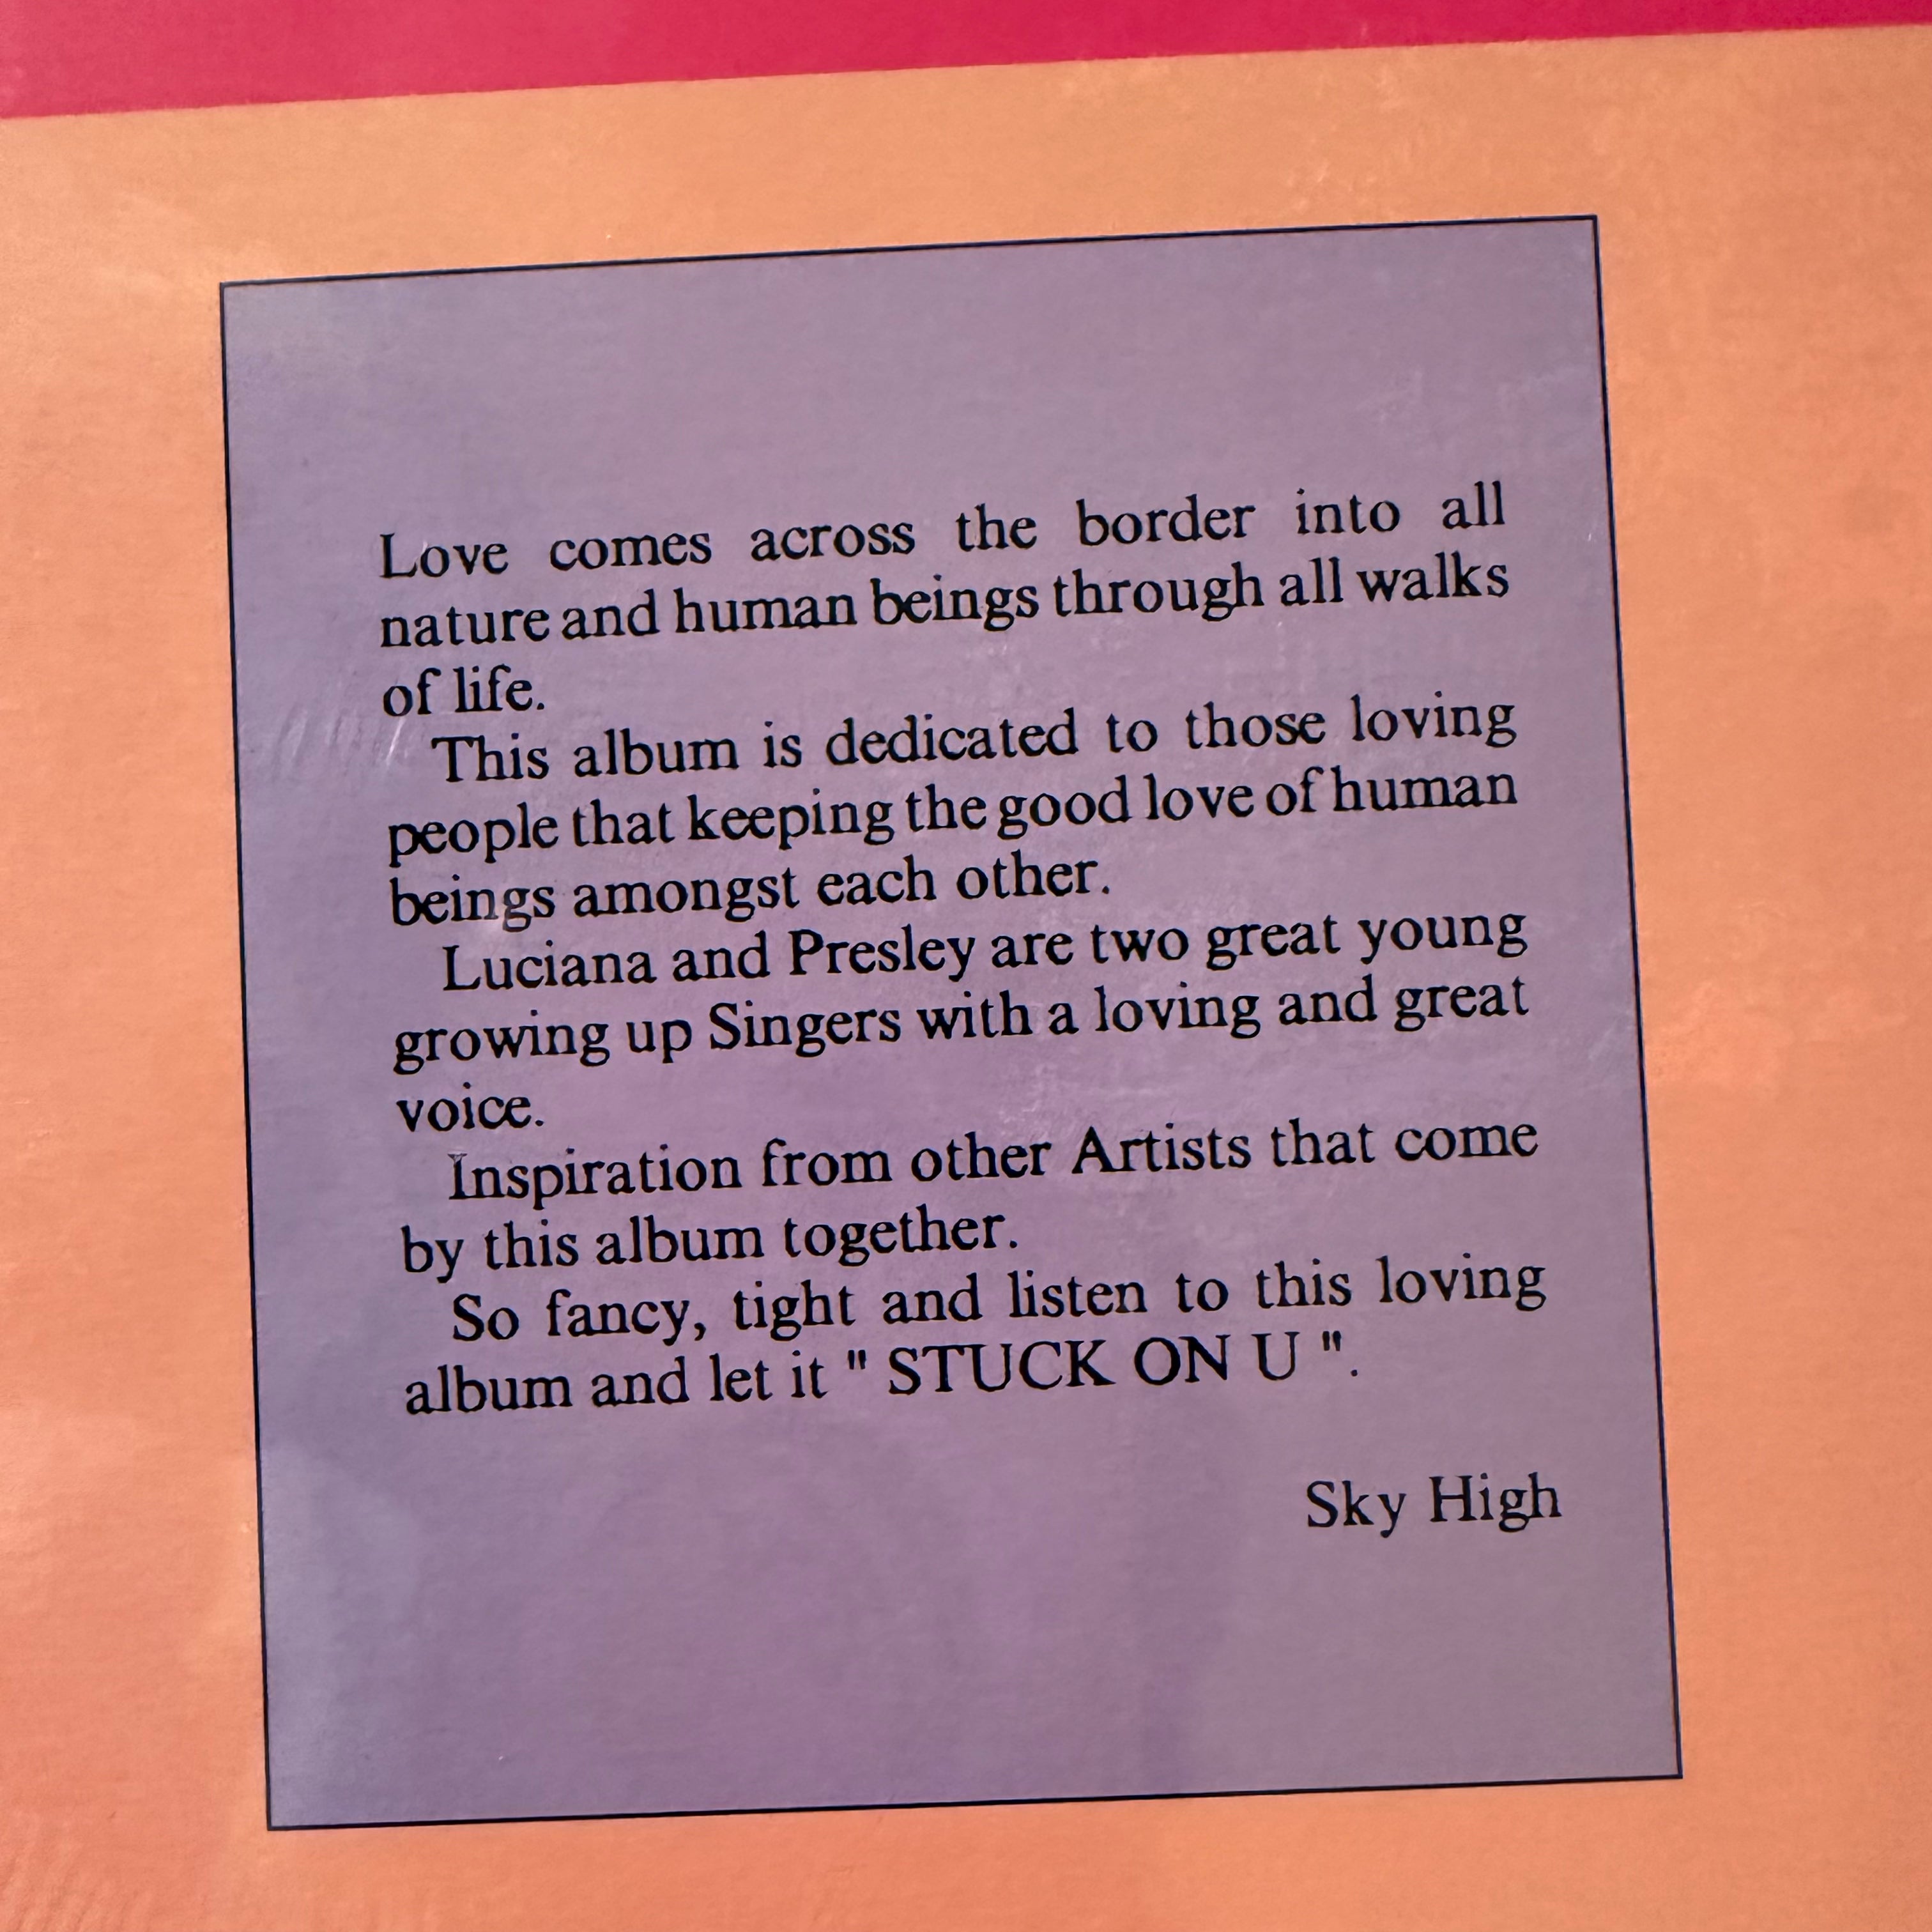 Love comes across the border into all
nature and human beings through all walks
of life.
This album is dedicated to those loving
people that keeping the good love of human
beings amongst each other.
Luciana and Presley are two great young
growing up Singers with a loving and great
voice.
Inspiration from other Artists that come
by this album together.
So fancy, tight and listen to this loving
album and let it " STUCK ON U ".
Sky High